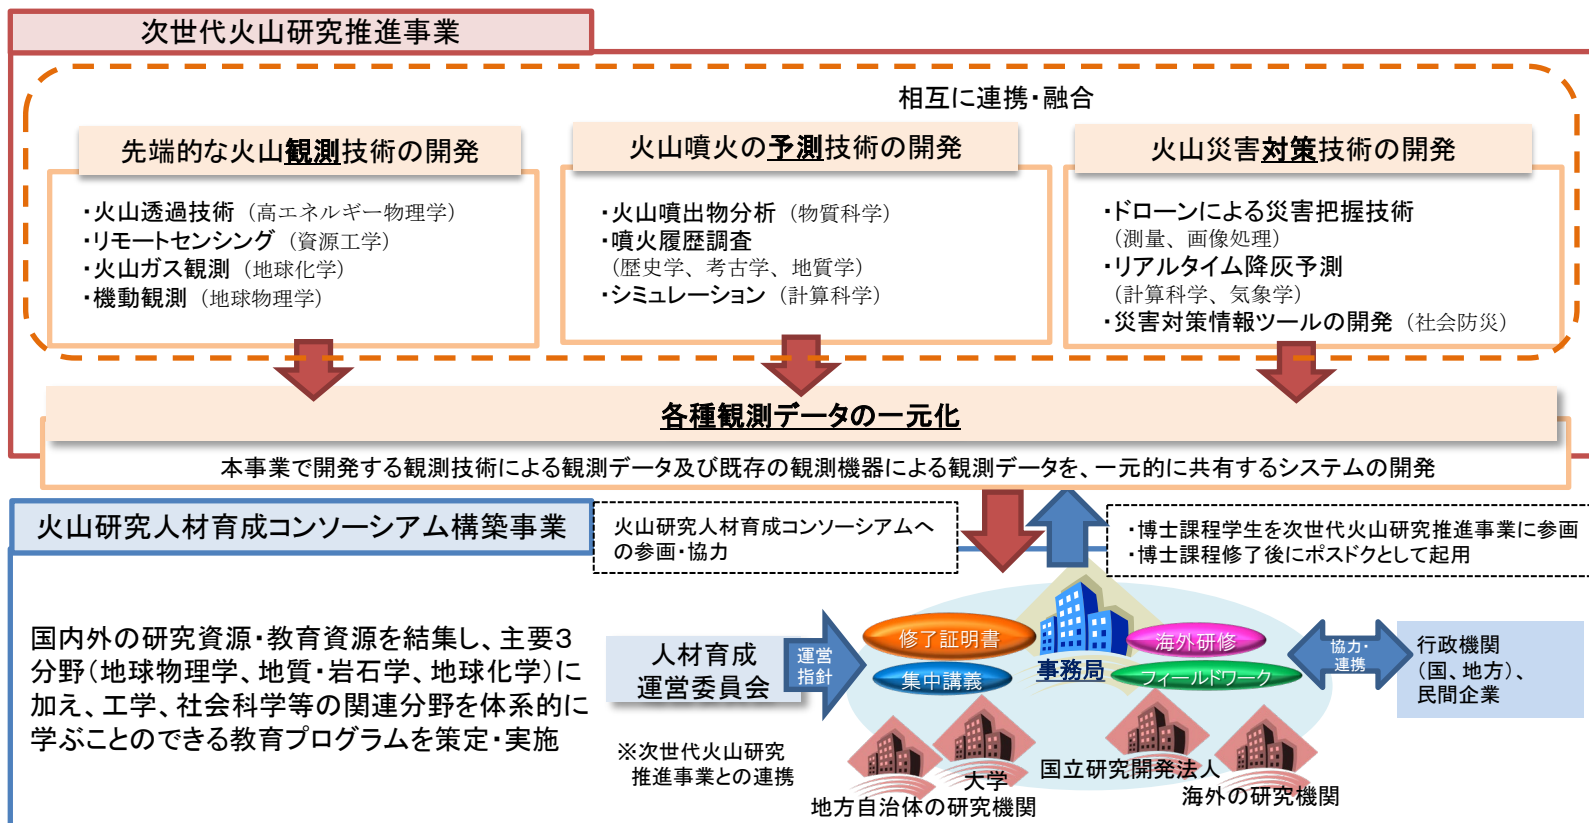 次世代火山研究推進事業
相互に連携・融合
先端的な火山観測技術の開発
・火山透過技術（高エネルギー物理学）
・リモートセンシング（資源工学）
・火山ガス観測（地球化学）
・機動観測（地球物理学）
火山噴火の予測技術の開発
・火山噴出物分析（物質科学）
・噴火履歴調査
（歴史学、考古学、地質学）
・シミュレーション（計算科学）
火山災害対策技術の開発
・ドローンによる災害把握技術
（測量、画像処理）
・リアルタイム降灰予測
（計算科学、気象学）
・災害対策情報ツールの開発（社会防災）
各種観測データの一元化
本事業で開発する観測技術による観測データ及び既存の観測機器による観測データを、一元的に共有するシステムの開発
火山研究人材育成コンソーシアム構築事業
火山研究人材育成コンソーシアムへ
の参画・協力
・博士課程学生を次世代火山研究推進事業に参画
・博士課程修了後にポスドクとして起用
国内外の研究資源・教育資源を結集し、主要３
分野（地球物理学、地質・岩石学、地球化学）に
加え、工学、社会科学等の関連分野を体系的に
学ぶことのできる教育プログラムを策定・実施
人材育成
運営委員会
運営
指針
修了証明書
集中講義
事務局
海外研修
フィールドワーク
協力・
連携
行政機関
（国、地方）、
民間企業
※次世代火山研究
推進事業との連携
大学
地方自治体の研究機関
国立研究開発法人
海外の研究機関